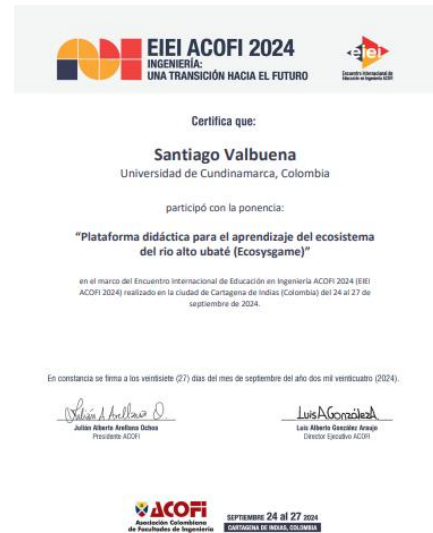 EIEI ACOFI 2024
INGENIERÍA:
UNA TRANSICIÓN HACIA EL FUTURO
eiei
Encuentro Internacional de
Educación en Ingeniería ACOFI
Certifica que:
Santiago Valbuena
Universidad de Cundinamarca, Colombia
participó con la ponencia:
“Plataforma didáctica para el aprendizaje del ecosistema
del rio alto ubaté (Ecosysgame)”
en el marco del Encuentro Internacional de Educación en Ingeniería ACOFI 2024 (EIEI
ACOFI 2024) realizado en la ciudad de Cartagena de Indias (Colombia) del 24 al 27 de
septiembre de 2024.
En constancia se firma a los veintisiete (27) días del mes de septiembre del año dos mil veinticuatro (2024).
Julián A Arellano O. LuisAGonzálezA
Julián Alberto Arellana Ochoa Luis Alberto González Araujo
Presidente ACOFI Director Ejecutivo ACOFI
ACOFI
Asociación Colombiana
de Facultades de Ingeniería
SEPTIEMBRE 24 al 27 2024
CARTAGENA DE INDIAS, COLOMBIA